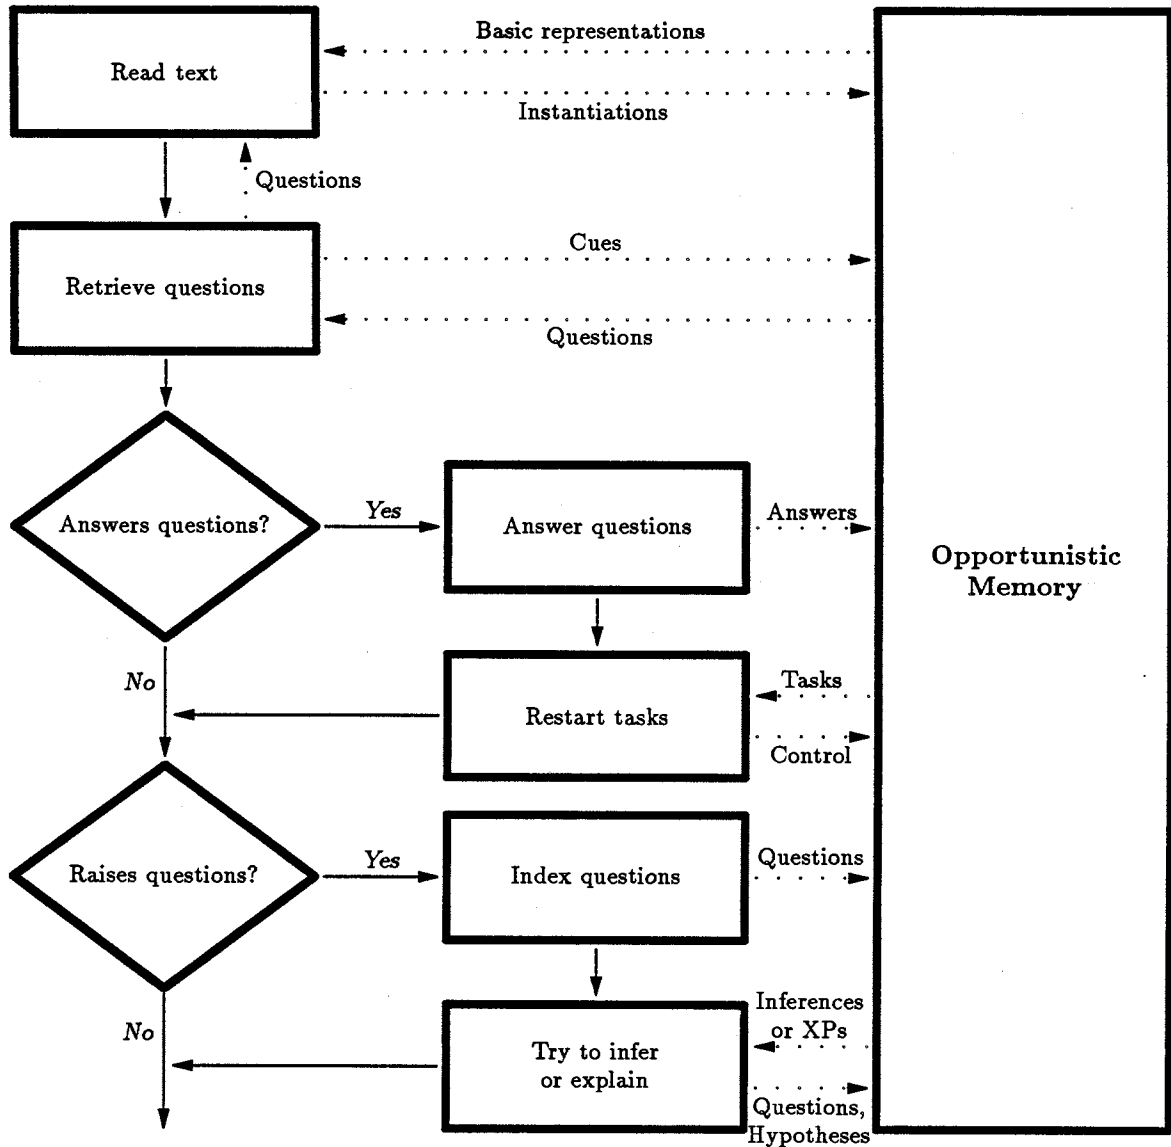 Basic representations
Read text
Instantiations
Questions
Cues
Retrieve questions
Questions
Answers questions?
Yes
Answer questions
Answers
Opportunistic
Memory
No
Tasks
Restart tasks
Control
Raises questions?
Yes
Index questions
Questions
No
Inferences
or XPs
Try to infer
or explain
Questions,
Hypotheses